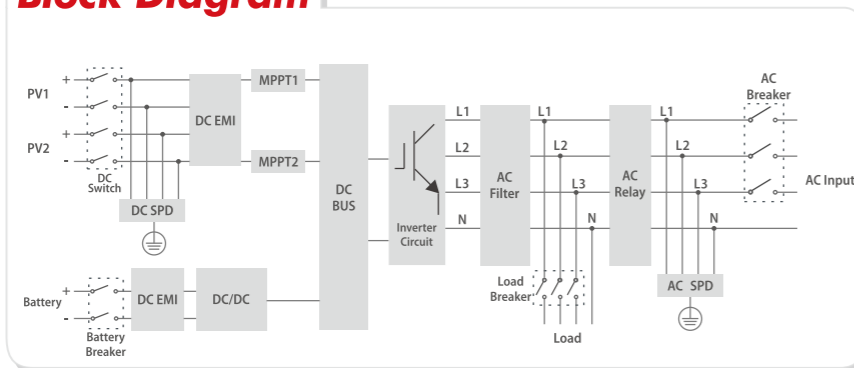 Block Diagram
PV1
+
-
PV2
+
-
DC
Switch
DC SPD
DC EMI
MPPT1
MPPT2
Battery
+
-
Battery
Breaker
DC EMI
DC/DC
DC
BUS
Inverter
Circuit
L1
L2
L3
N
AC
Filter
L1
L2
L3
N
Load
Breaker
Load
AC
Relay
L1
L2
L3
N
AC SPD
AC
Breaker
AC Input